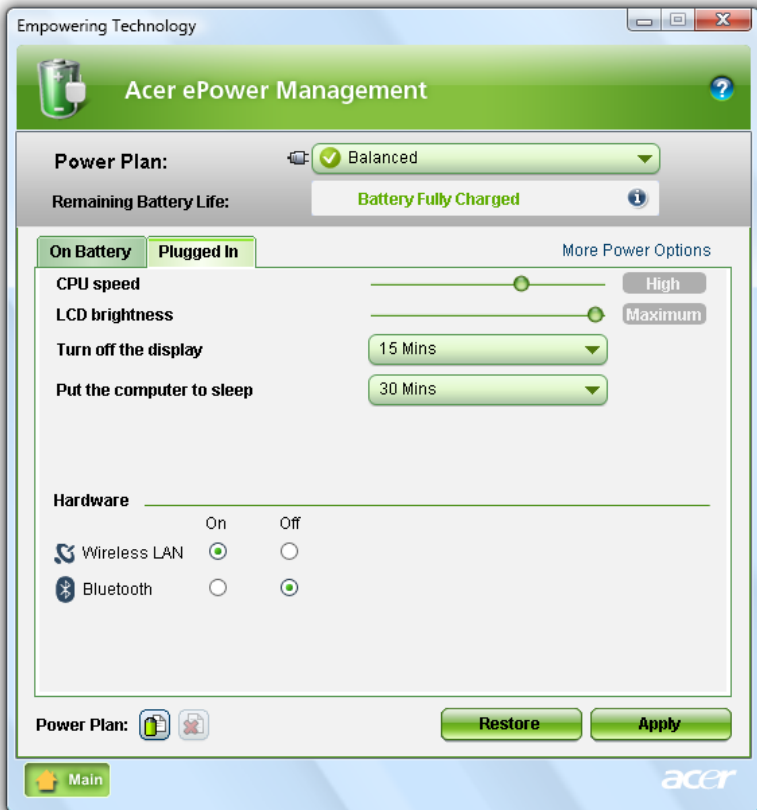 Empowering Technology
Acer ePower Management
?
Power Plan: Balanced
Remaining Battery Life: Battery Fully Charged i
On Battery Plugged In More Power Options
CPU speed High
LCD brightness Maximum
Turn off the display 15 Mins
Put the computer to sleep 30 Mins
Hardware
On Off
Wireless LAN
Bluetooth
Power Plan: Restore Apply
Main acer